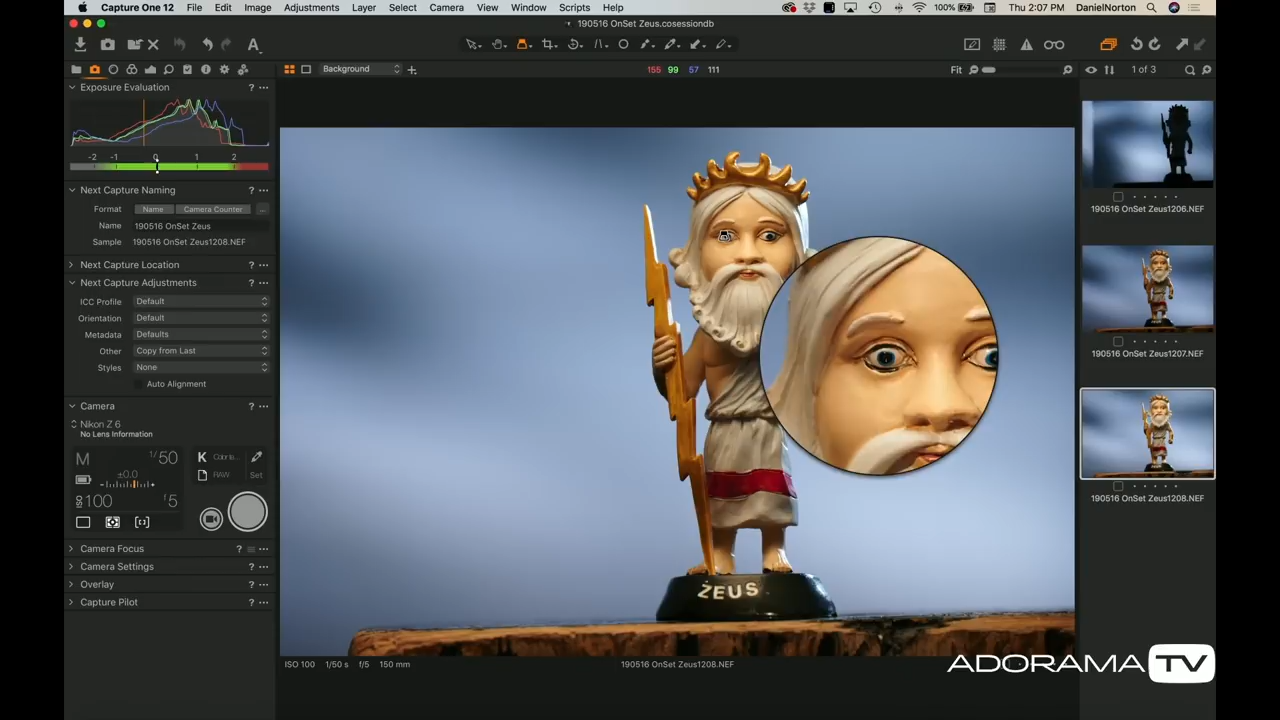 Capture One 12 File Edit Image Adjustments Layer Select Camera View Window Scripts Help 100% Thu 2:07 PM DanielNorton
190516 OnSet Zeus.cosessiondb
Background 155 99 57 111 Fit 1 of 3
Exposure Evaluation ? ...
-2 -1 0 1 2
Next Capture Naming ? ...
Format Name Camera Counter ...
Name 190516 OnSet Zeus
Sample 190516 OnSet Zeus1208.NEF
Next Capture Location ? ...
Next Capture Adjustments ? ...
ICC Profile Default
Orientation Default
Metadata Defaults
Other Copy from Last
Styles None
Auto Alignment
Camera ? ...
Nikon Z 6
No Lens Information
M 1/50 K RAW Set
±0.0
ISO 100 f 5
Camera Focus ? ...
Camera Settings ? ...
Overlay ? ...
Capture Pilot ? ...
ZEUS
ISO 100 1/50 s f/5 150 mm 190516 OnSet Zeus1208.NEF
190516 OnSet Zeus1206.NEF
190516 OnSet Zeus1207.NEF
190516 OnSet Zeus1208.NEF
ADORAMA TV